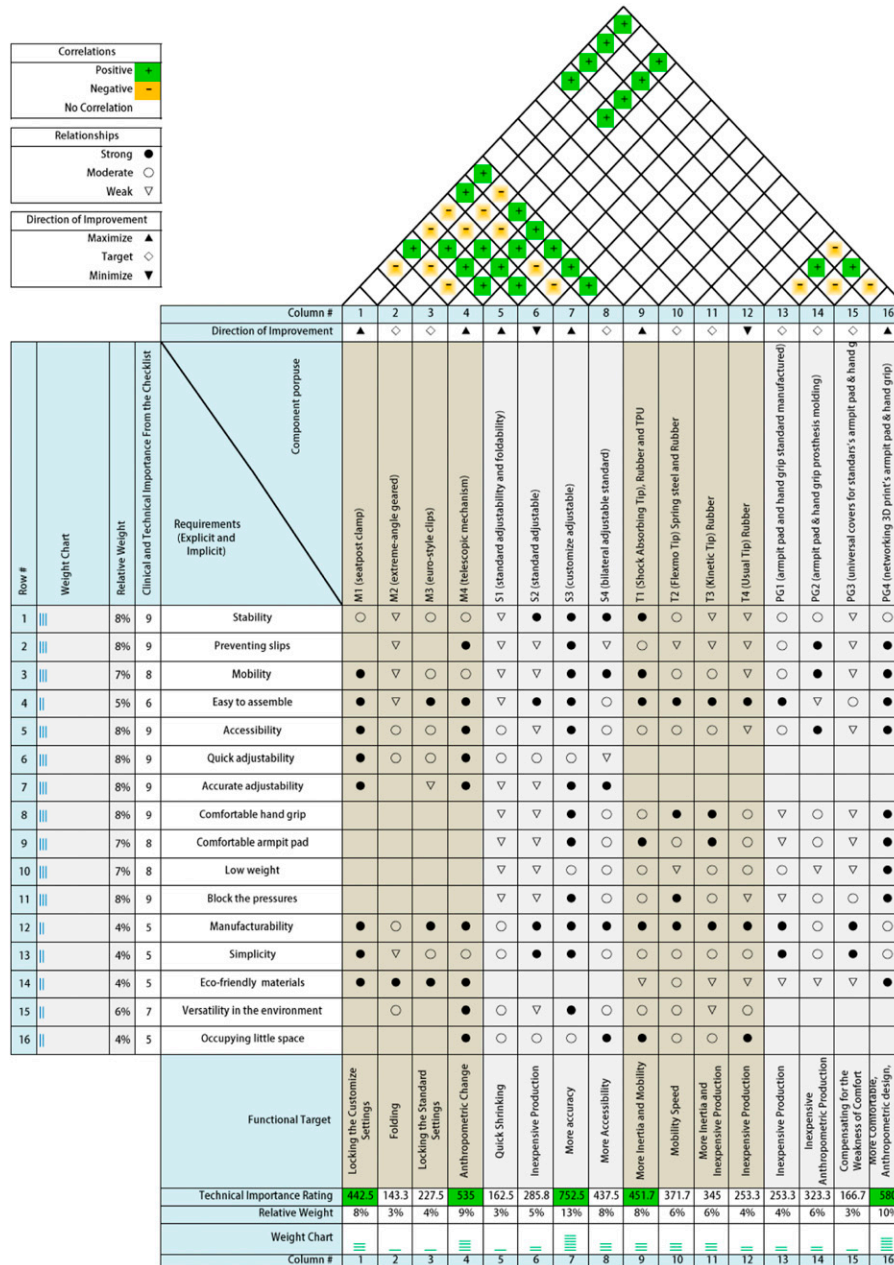 Correlations
Positive +
Negative −
No Correlation
Relationships
Strong ●
Moderate ○
Weak ▽
Direction of Improvement
Maximize ▲
Target ◇
Minimize ▼
Column # 1 2 3 4 5 6 7 8 9 10 11 12 13 14 15 16
Direction of Improvement ▲ ◇ ◇ ▲ ▲ ▼ ▲ ◇ ▲ ◇ ◇ ▼ ◇ ◇ ◇ ▲
Row #
Weight Chart
Relative Weight
Clinical and Technical Importance From the Checklist
Component porpuse
Requirements
(Explicit and
Implicit)
M1 (seatpost clamp)
M2 (extreme-angle geared)
M3 (euro-style clips)
M4 (telescopic mechanism)
S1 (standard adjustability and foldability)
S2 (standard adjustable)
S3 (customize adjustable)
S4 (bilateral adjustable standard)
T1 (Shock Absorbing Tip), Rubber and TPU
T2 (Flexmo Tip) Spring steel and Rubber
T3 (Kinetic Tip) Rubber
T4 (Usual Tip) Rubber
PG1 (armpit pad and hand grip standard manufactured)
PG2 (armpit pad & hand grip prosthesis molding)
PG3 (universal covers for standars's armpit pad & hand g
PG4 (networking 3D print's armpit pad & hand grip)
1 8% 9 Stability ○ ▽ ○ ○ ▽ ● ● ● ● ○ ▽ ▽ ○ ○ ▽ ○
2 8% 9 Preventing slips ▽ ● ▽ ▽ ● ▽ ○ ▽ ▽ ▽ ○ ● ▽ ●
3 7% 8 Mobility ● ▽ ○ ○ ▽ ▽ ● ● ● ○ ○ ▽ ○ ● ▽ ●
4 5% 6 Easy to assemble ● ▽ ● ● ▽ ● ● ○ ● ● ● ● ● ▽ ○ ●
5 8% 9 Accessibility ● ○ ○ ● ○ ▽ ● ○ ○ ○ ○ ▽ ○ ● ▽ ●
6 8% 9 Quick adjustability ● ○ ○ ● ○ ○ ○ ▽
7 8% 9 Accurate adjustability ● ▽ ● ▽ ▽ ● ●
8 8% 9 Comfortable hand grip ▽ ▽ ● ○ ○ ● ● ○ ▽ ○ ▽ ●
9 7% 8 Comfortable armpit pad ▽ ▽ ● ○ ● ○ ● ○ ▽ ○ ▽ ●
10 7% 8 Low weight ▽ ▽ ○ ○ ○ ▽ ○ ○ ○ ▽ ▽ ●
11 8% 9 Block the pressures ▽ ▽ ● ○ ○ ● ○ ▽ ▽ ○ ○ ●
12 4% 5 Manufacturability ● ○ ● ● ○ ● ● ● ● ● ● ● ● ○ ● ○
13 4% 5 Simplicity ● ▽ ○ ○ ○ ● ● ○ ○ ○ ○ ○ ● ○ ● ○
14 4% 5 Eco-friendly materials ● ● ● ● ▽ ○ ▽ ▽ ▽ ▽ ▽ ●
15 6% 7 Versatility in the environment ○ ● ○ ▽ ● ○ ○ ○ ▽ ○
16 4% 5 Occupying little space ● ○ ○ ○ ● ● ○ ○ ●
Functional Target
Locking the Customize
Settings
Folding
Locking the Standard
Settings
Anthropometric Change
Quick Shrinking
Inexpensive Production
More accuracy
More Accessibility
More Inertia and Mobility
Mobility Speed
More Inertia and
Inexpensive Production
Inexpensive Production
Inexpensive Production
Inexpensive
Anthropometric Production
Compensating for the
Weakness of Comfort
More Comfortable,
Anthropometric design,
Technical Importance Rating 442.5 143.3 227.5 535 162.5 285.8 752.5 437.5 451.7 371.7 345 253.3 253.3 323.3 166.7 580
Relative Weight 8% 3% 4% 9% 3% 5% 13% 8% 8% 6% 6% 4% 4% 6% 3% 10%
Weight Chart
Column # 1 2 3 4 5 6 7 8 9 10 11 12 13 14 15 16